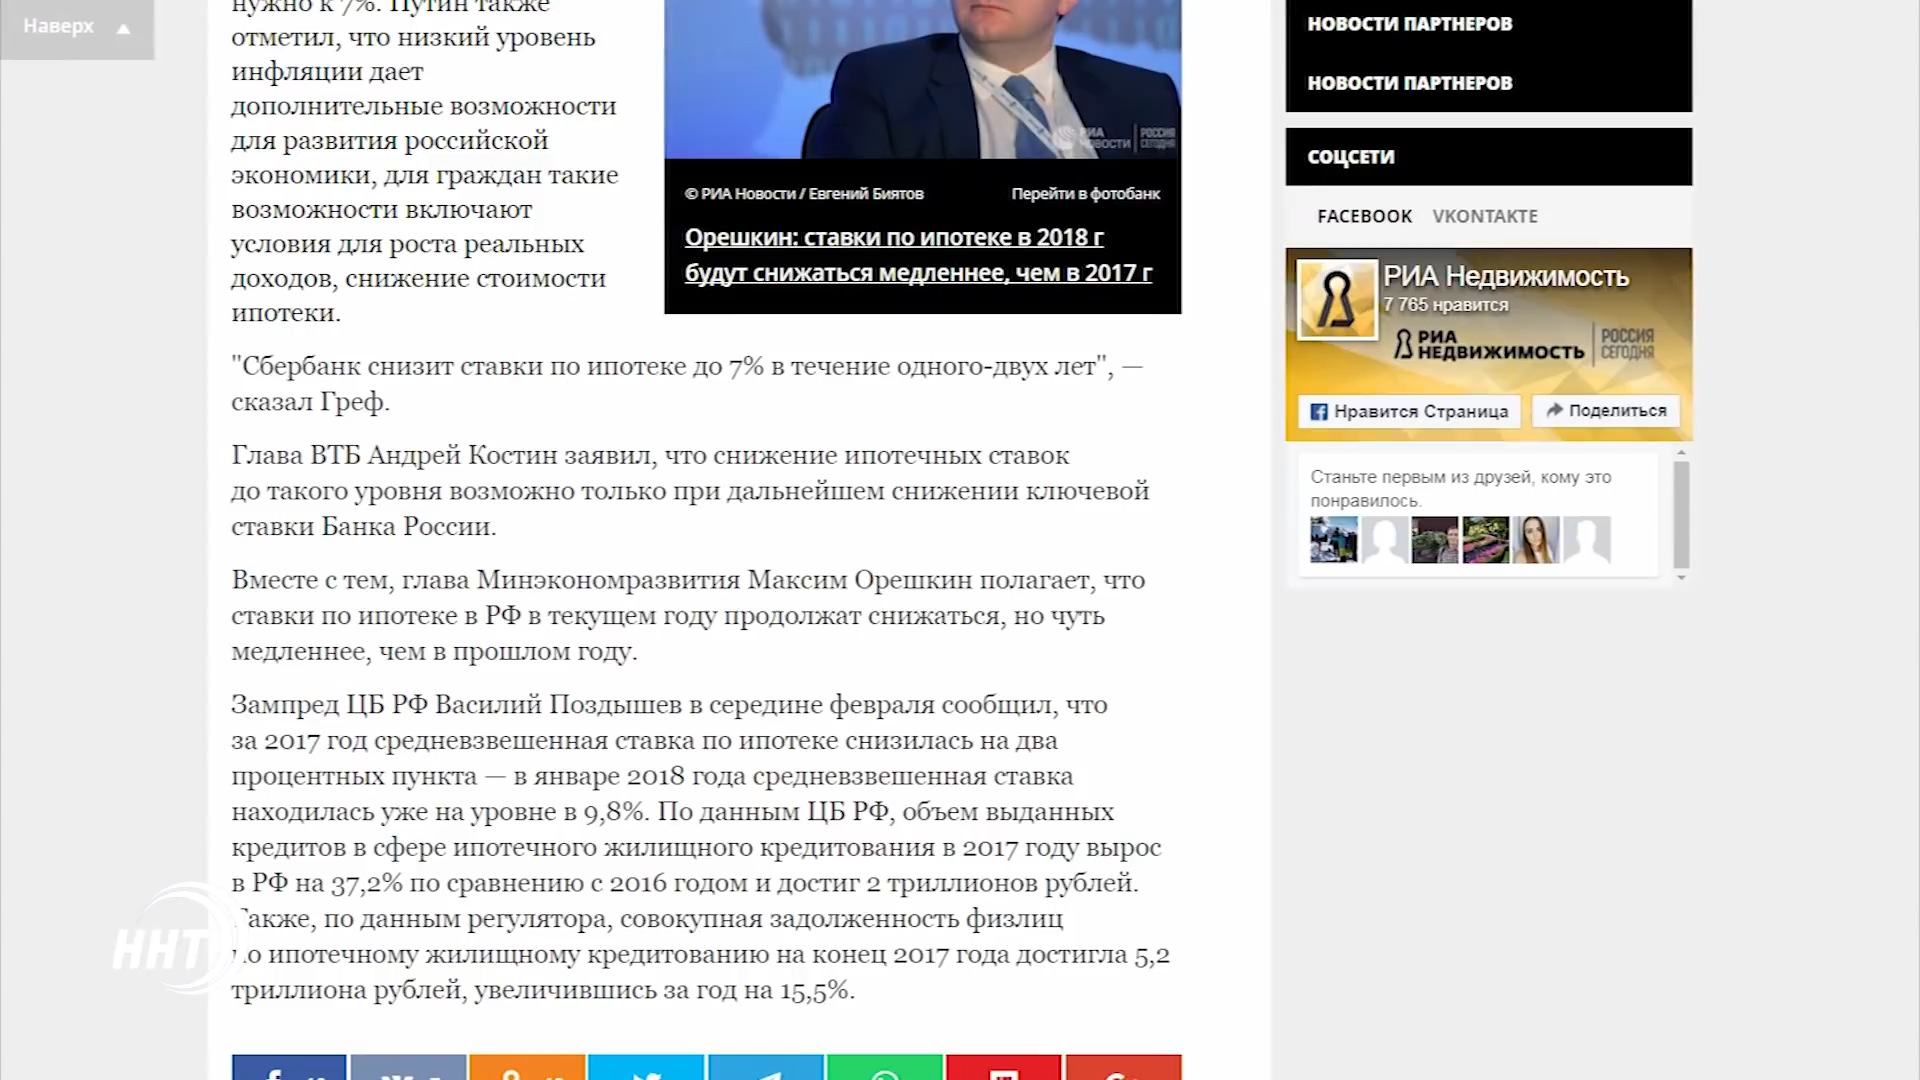 Наверх
нужно к 7%. Путин также
отметил, что низкий уровень
инфляции дает
дополнительные возможности
для развития российской
экономики, для граждан такие
возможности включают
условия для роста реальных
доходов, снижение стоимости
ипотеки.
РИА НОВОСТИ
РОССИЯ СЕГОДНЯ
© РИА Новости / Евгений Биятов
Перейти в фотобанк
Орешкин: ставки по ипотеке в 2018 г
будут снижаться медленнее, чем в 2017 г
"Сбербанк снизит ставки по ипотеке до 7% в течение одного-двух лет", —
сказал Греф.
Глава ВТБ Андрей Костин заявил, что снижение ипотечных ставок
до такого уровня возможно только при дальнейшем снижении ключевой
ставки Банка России.
Вместе с тем, глава Минэкономразвития Максим Орешкин полагает, что
ставки по ипотеке в РФ в текущем году продолжат снижаться, но чуть
медленнее, чем в прошлом году.
Зампред ЦБ РФ Василий Поздышев в середине февраля сообщил, что
за 2017 год средневзвешенная ставка по ипотеке снизилась на два
процентных пункта — в январе 2018 года средневзвешенная ставка
находилась уже на уровне в 9,8%. По данным ЦБ РФ, объем выданных
кредитов в сфере ипотечного жилищного кредитования в 2017 году вырос
в РФ на 37,2% по сравнению с 2016 годом и достиг 2 триллионов рублей.
Также, по данным регулятора, совокупная задолженность физлиц
по ипотечному жилищному кредитованию на конец 2017 года достигла 5,2
триллиона рублей, увеличившись за год на 15,5%.
ННТ
НОВОСТИ ПАРТНЕРОВ
НОВОСТИ ПАРТНЕРОВ
СОЦСЕТИ
FACEBOOK VKONTAKTE
РИА Недвижимость
7 765 нравится
РИА НЕДВИЖИМОСТЬ
РОССИЯ СЕГОДНЯ
Нравится Страница
Поделиться
Станьте первым из друзей, кому это
понравилось.